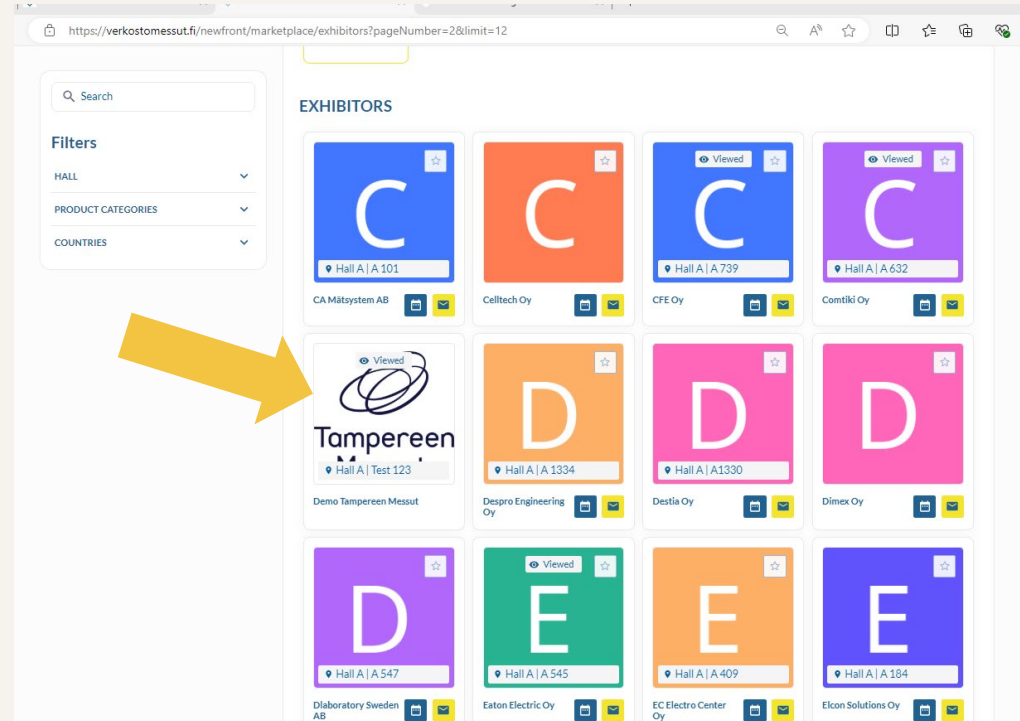 https://verkostomessut.fi/newfront/marketplace/exhibitors?pageNumber=2&limit=12
Search
Filters
HALL
PRODUCT CATEGORIES
COUNTRIES
EXHIBITORS
C
Hall A | A 101
CA Mätsystem AB
C
Celltech Oy
Viewed
C
Hall A | A 739
CFE Oy
Viewed
C
Hall A | A 632
Comtiki Oy
Viewed
Tampereen
Hall A | Test 123
Demo Tampereen Messut
D
Hall A | A 1334
Despro Engineering
Oy
D
Hall A | A1330
Destia Oy
D
Dimex Oy
D
Hall A | A 547
Dlaboratory Sweden
AB
Viewed
E
Hall A | A 545
Eaton Electric Oy
E
Hall A | A 409
EC Electro Center
Oy
E
Hall A | A 184
Elcon Solutions Oy